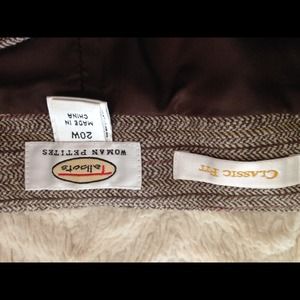 Talbots
WOMAN PETITES
20W
MADE IN
CHINA
CLASSIC FIT